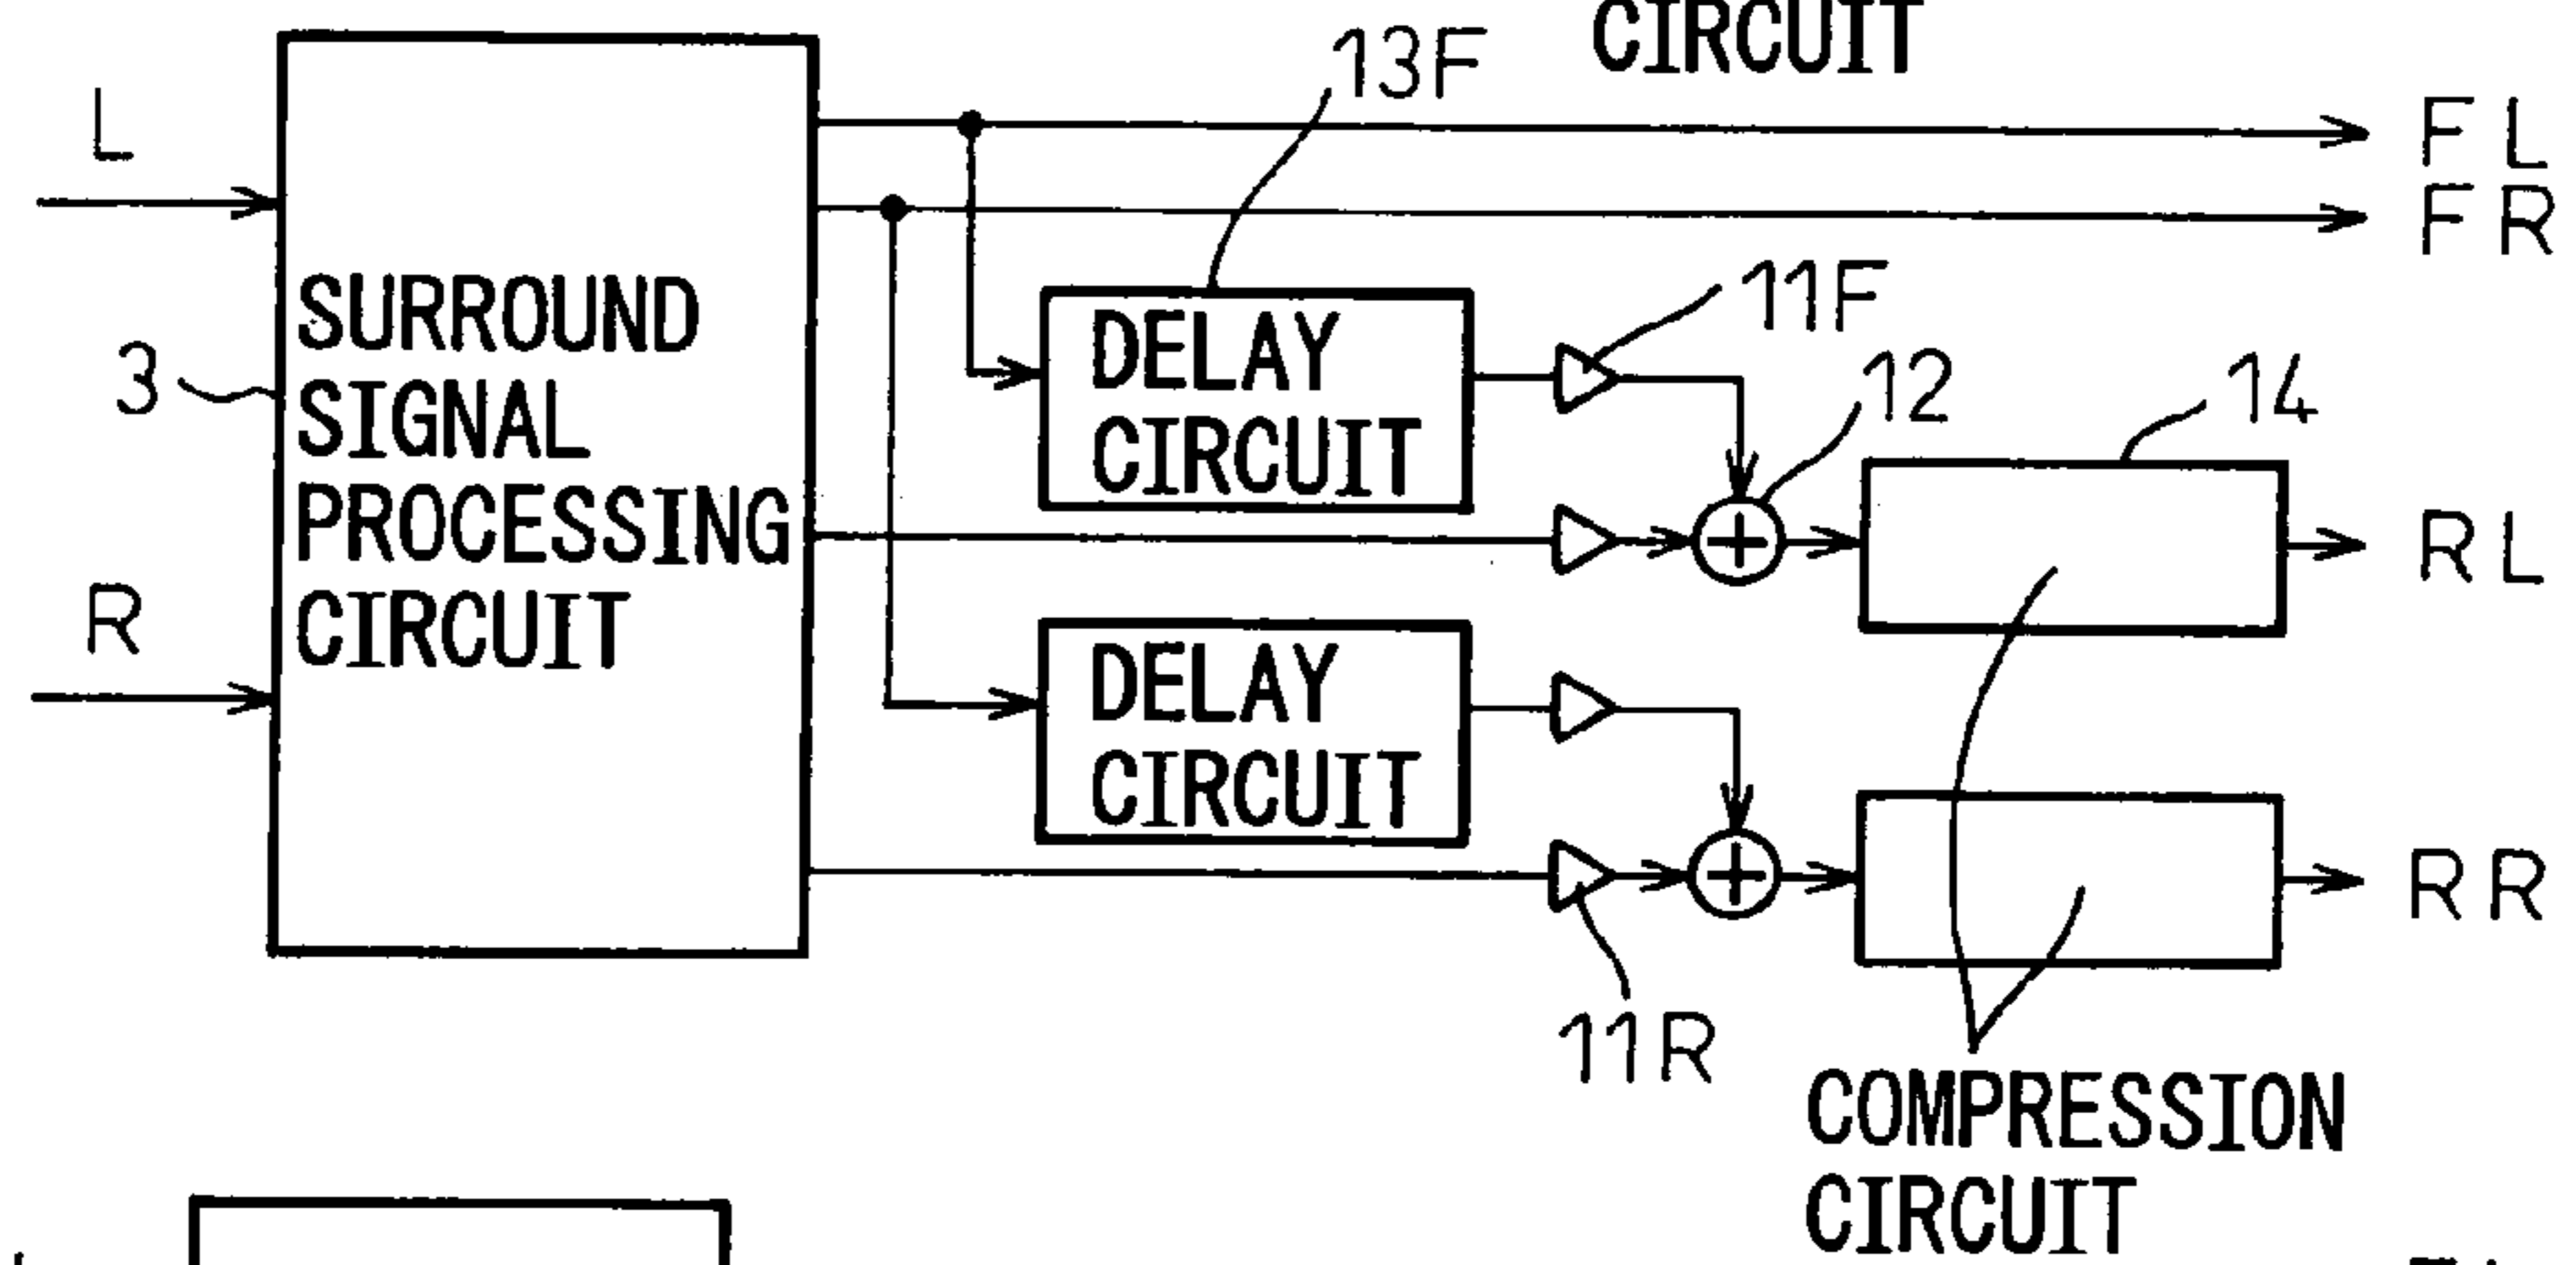 CIRCUIT
13F
L
FL
FR
11F
SURROUND
SIGNAL
PROCESSING
CIRCUIT
3
DELAY
CIRCUIT
12
14
RL
R
DELAY
CIRCUIT
RR
11R
COMPRESSION
CIRCUIT